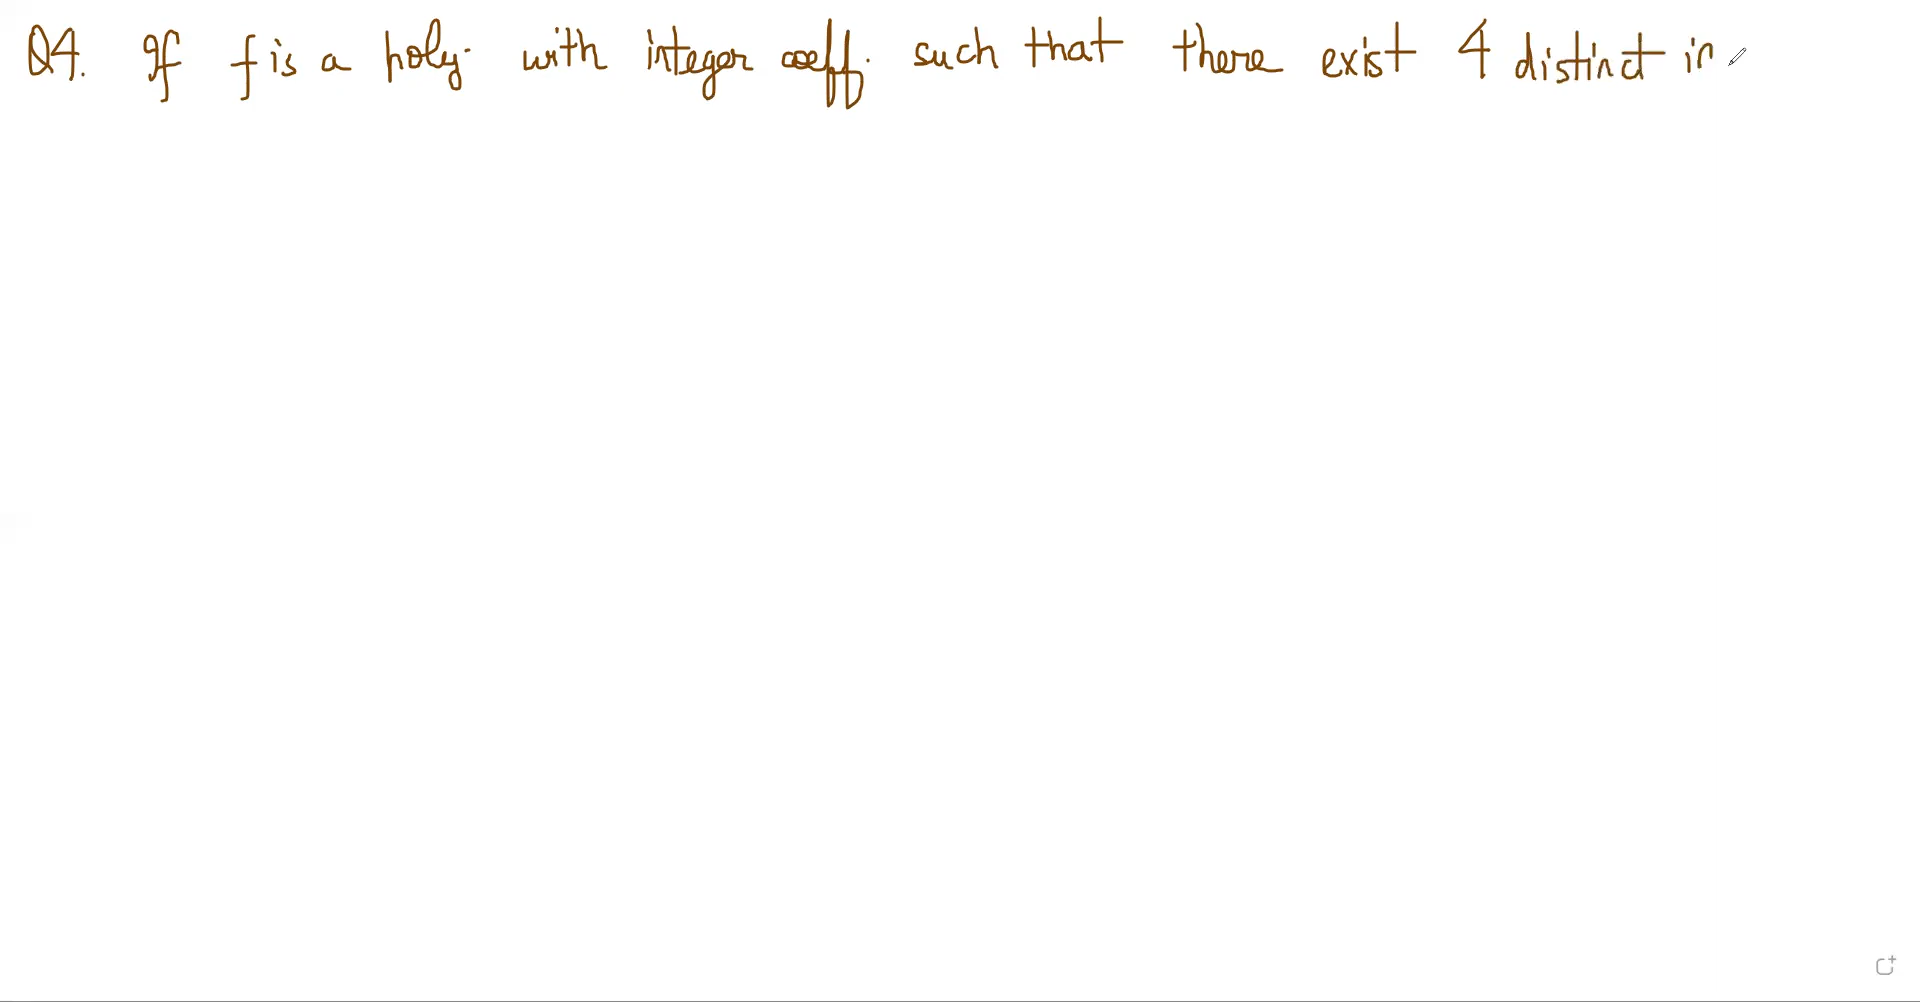 Q4. If f is a poly. with integer coeff. such that there exist 4 distinct in